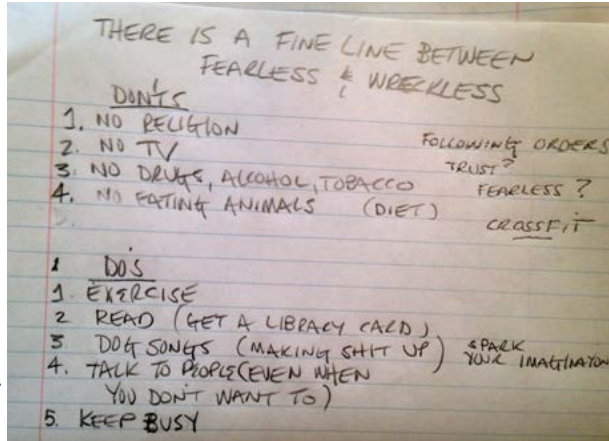 THERE IS A FINE LINE BETWEEN
FEARLESS & WRECKLESS
DON'TS
1. NO RELIGION
2. NO TV
3. NO DRUGS, ALCOHOL, TOBACCO
4. NO EATING ANIMALS (DIET)
FOLLOWING ORDERS
TRUST?
FEARLESS?
CROSSFIT
DO'S
1. EXERCISE
2 READ (GET A LIBRARY CARD)
3 DOG SONGS (MAKING SHIT UP) SPARK
YOUR IMAGINATION
4. TALK TO PEOPLE (EVEN WHEN
YOU DON'T WANT TO)
5. KEEP BUSY